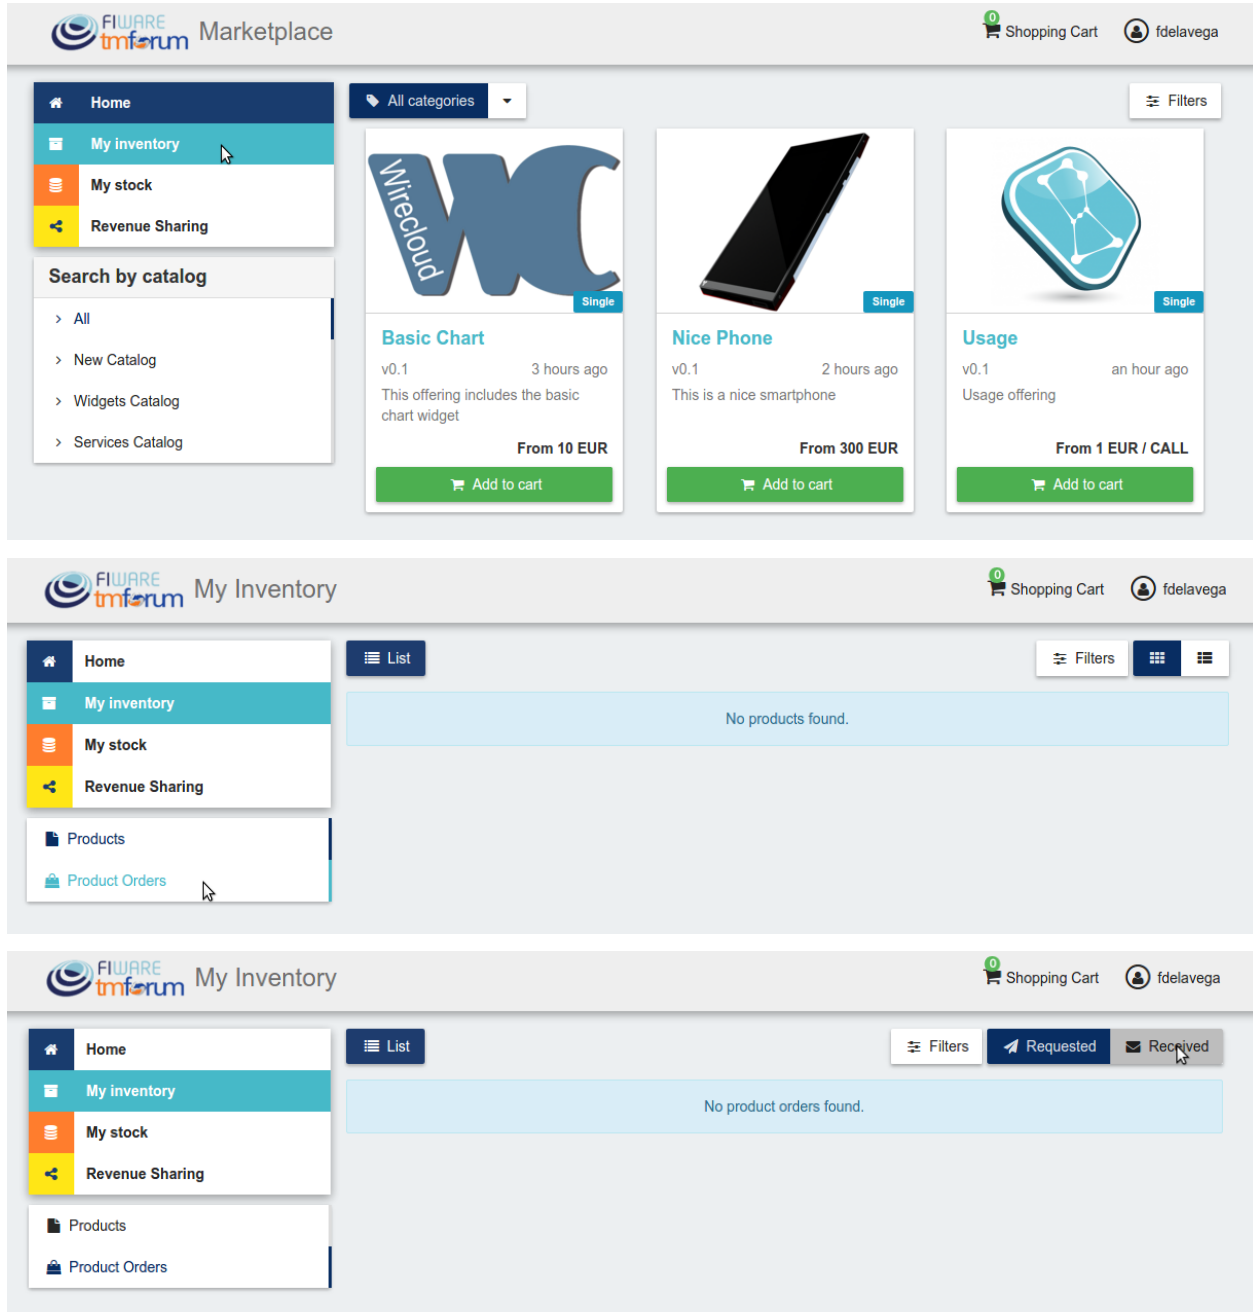 FIWARE
tmforum
Marketplace
0
Shopping Cart
fdelavega
Home
My inventory
My stock
Revenue Sharing
Search by catalog
All
New Catalog
Widgets Catalog
Services Catalog
All categories
Filters
Wirecloud
WC
Single
Basic Chart
v0.1 3 hours ago
This offering includes the basic
chart widget
From 10 EUR
Add to cart
Single
Nice Phone
v0.1 2 hours ago
This is a nice smartphone
From 300 EUR
Add to cart
Single
Usage
v0.1 an hour ago
Usage offering
From 1 EUR / CALL
Add to cart
FIWARE
tmforum
My Inventory
0
Shopping Cart
fdelavega
Home
My inventory
My stock
Revenue Sharing
Products
Product Orders
List
Filters
No products found.
FIWARE
tmforum
My Inventory
0
Shopping Cart
fdelavega
Home
My inventory
My stock
Revenue Sharing
Products
Product Orders
List
Filters
Requested
Received
No product orders found.